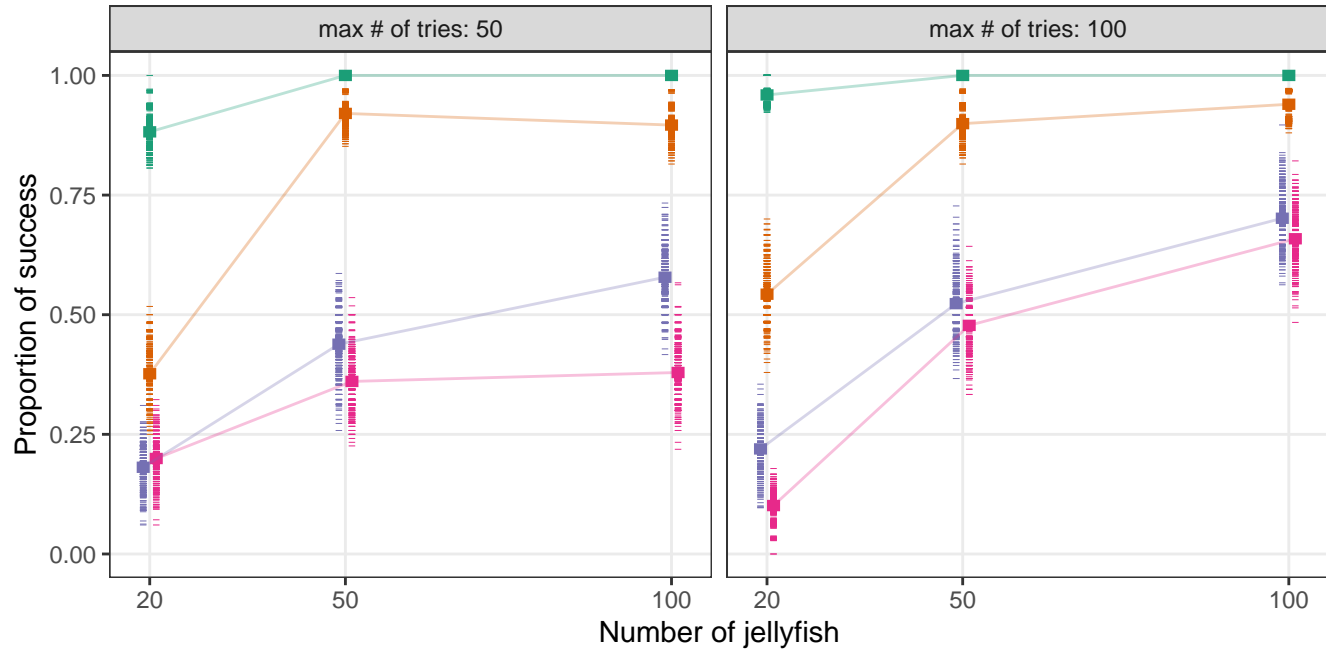 max # of tries: 50
max # of tries: 100
1.00
0.75
0.50
0.25
0.00
Proportion of success
20 50 100
20 50 100
Number of jellyfish